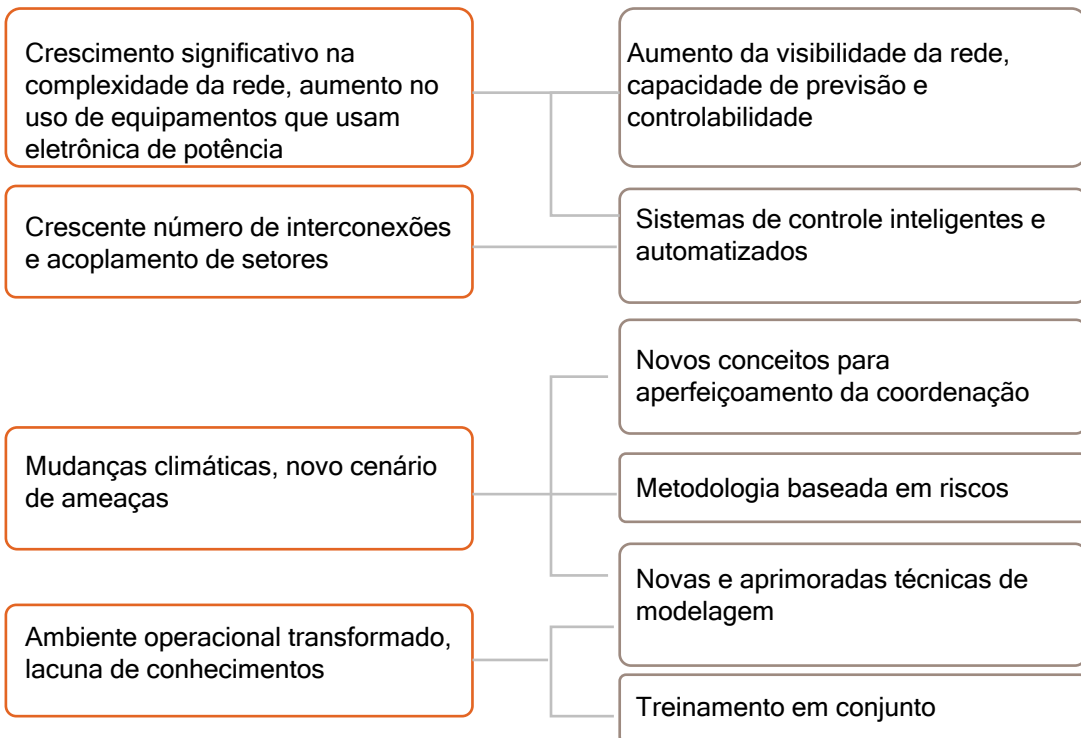 Crescimento significativo na
complexidade da rede, aumento no
uso de equipamentos que usam
eletrônica de potência
Aumento da visibilidade da rede,
capacidade de previsão e
controlabilidade
Crescente número de interconexões
e acoplamento de setores
Sistemas de controle inteligentes e
automatizados
Novos conceitos para
aperfeiçoamento da coordenação
Mudanças climáticas, novo cenário
de ameaças
Metodologia baseada em riscos
Novas e aprimoradas técnicas de
modelagem
Ambiente operacional transformado,
lacuna de conhecimentos
Treinamento em conjunto